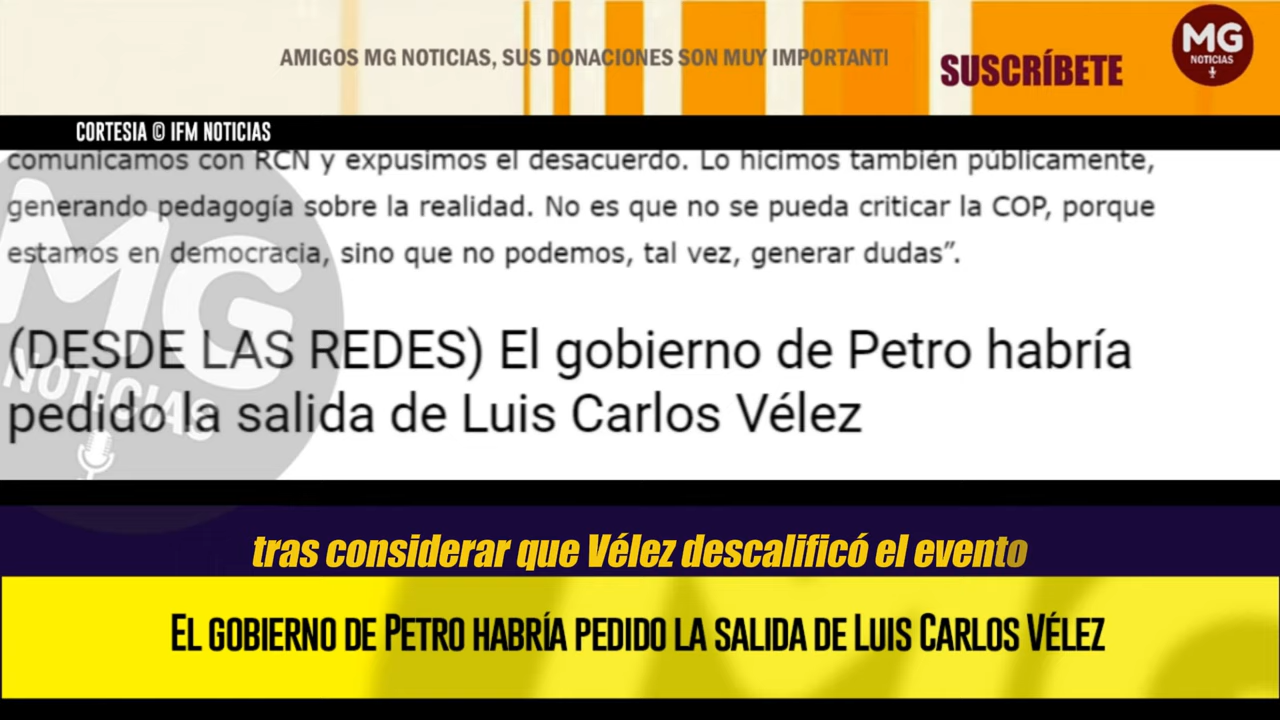 AMIGOS MG NOTICIAS, SUS DONACIONES SON MUY IMPORTANTI
SUSCRÍBETE
MG
NOTICIAS
CORTESIA © IFM NOTICIAS
comunicamos con RCN y expusimos el desacuerdo. Lo hicimos también públicamente,
generando pedagogía sobre la realidad. No es que no se pueda criticar la COP, porque
estamos en democracia, sino que no podemos, tal vez, generar dudas”.
(DESDE LAS REDES) El gobierno de Petro habría
pedido la salida de Luis Carlos Vélez
MG
NOTICIAS
tras considerar que Vélez descalificó el evento
EL GOBIERNO DE PETRO HABRÍA PEDIDO LA SALIDA DE LUIS CARLOS VÉLEZ